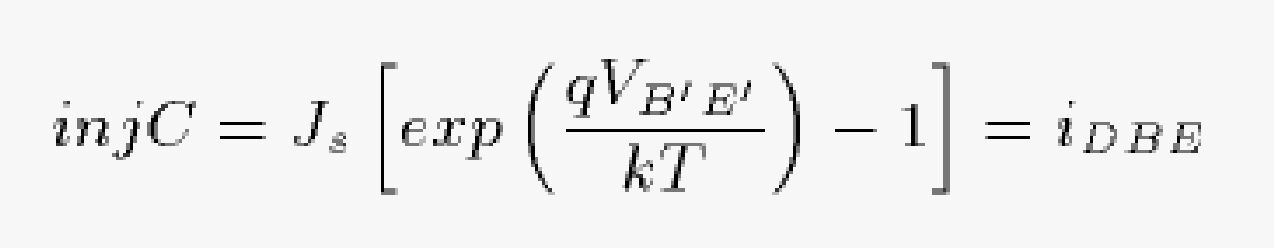 injC = J_s [exp(qV_{B'E'}/kT) − 1] = i_{DBE}